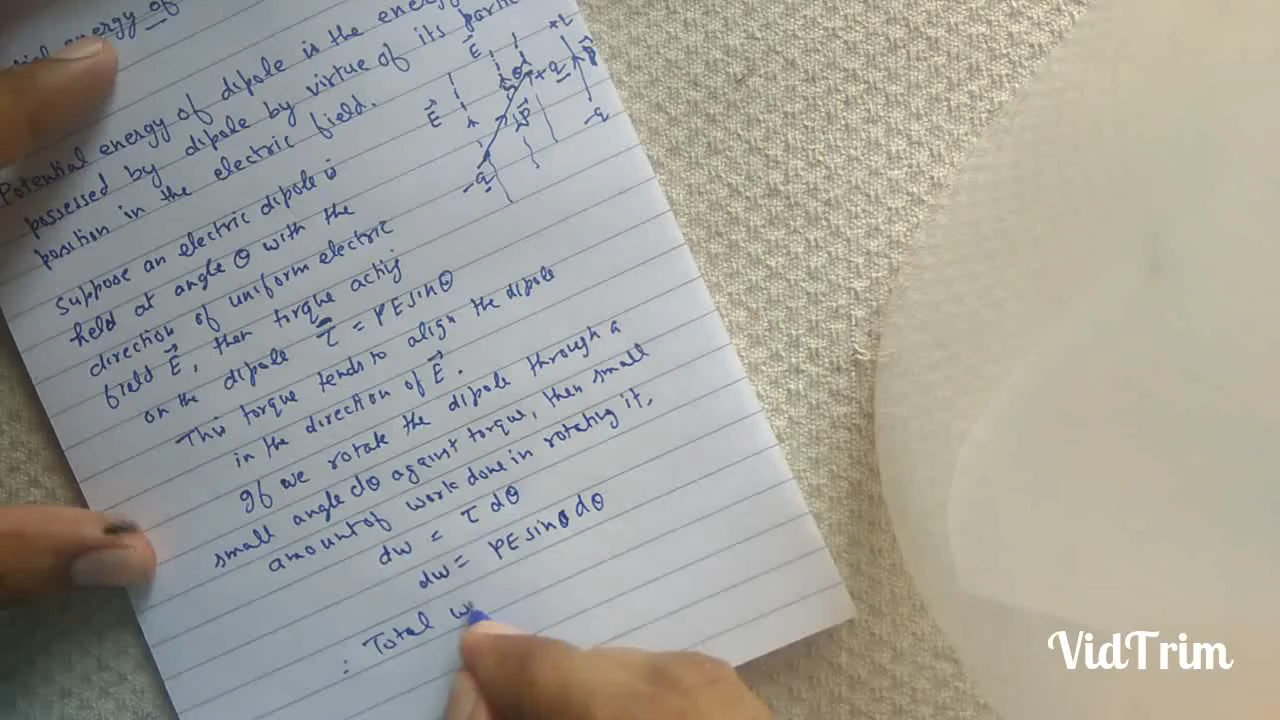 energy of
Potential energy of dipole is the energy
possessed by dipole by virtue of its
position in the electric field.
Suppose an electric dipole is
held at angle θ with the
direction of uniform electric
field E⃗, then torque acting
on the dipole τ = PE sinθ
This torque tends to align the dipole
in the direction of E⃗.
If we rotate the dipole through a
small angle dθ against torque, then small
amount of work done in rotating it,
dw = τ dθ
dw = PE sinθ dθ
: Total w
E⃗
E⃗
θ
+q
P⃗
-q
+q
P⃗
-q
VidTrim